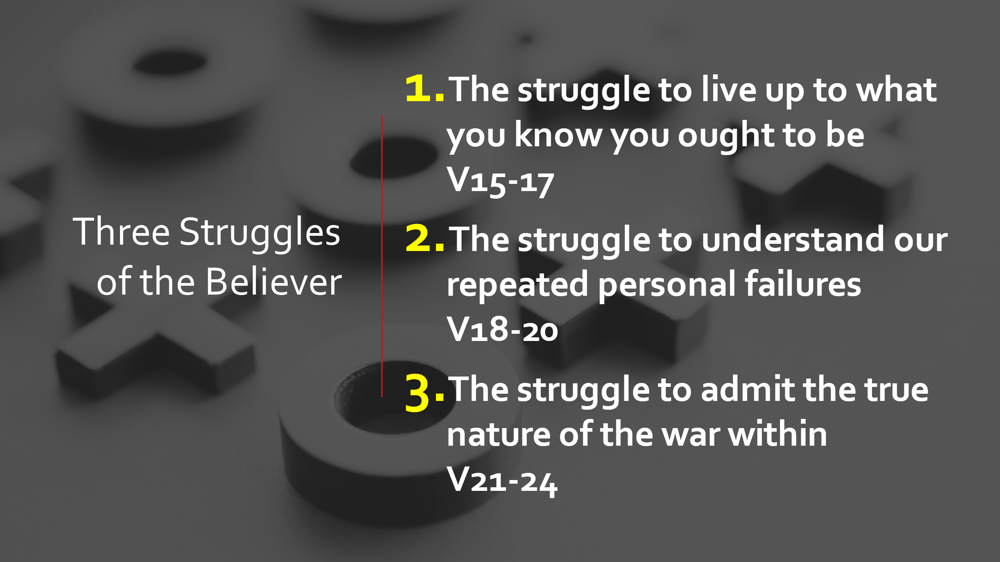 Three Struggles
of the Believer
1. The struggle to live up to what
you know you ought to be
V15-17
2. The struggle to understand our
repeated personal failures
V18-20
3. The struggle to admit the true
nature of the war within
V21-24